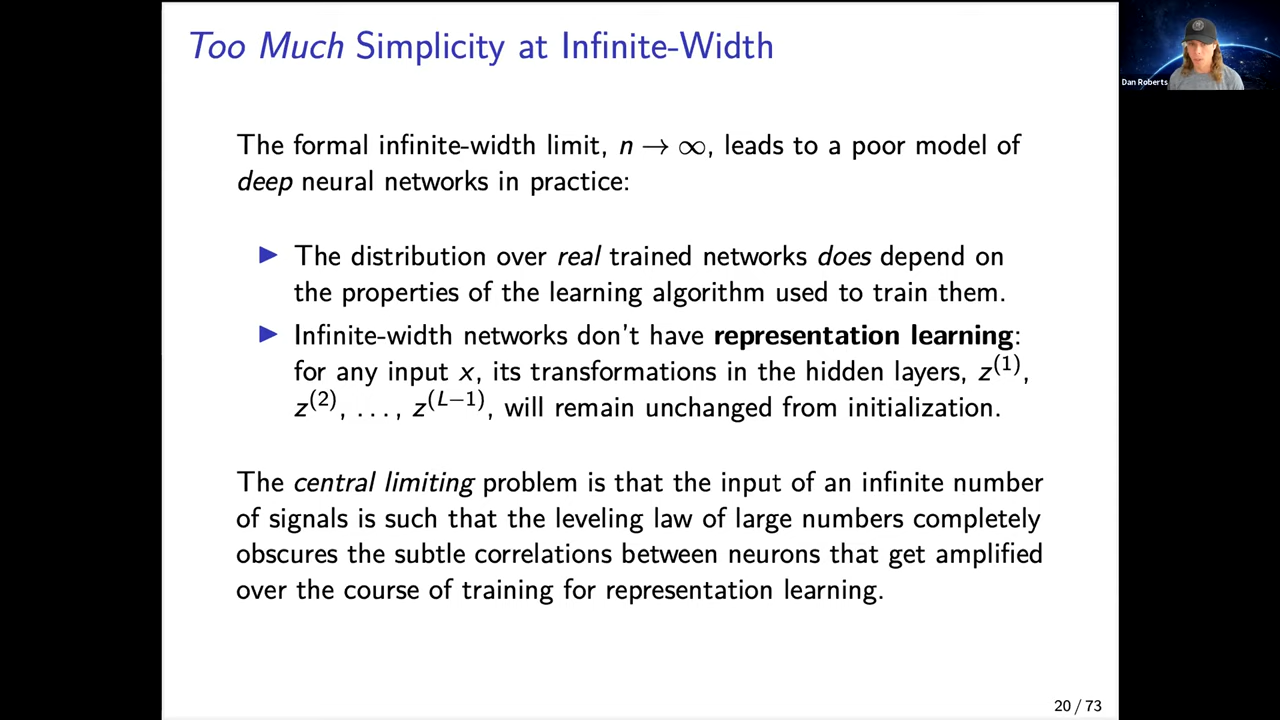 Too Much Simplicity at Infinite-Width
Dan Roberts
The formal infinite-width limit, n → ∞, leads to a poor model of
deep neural networks in practice:
▶ The distribution over real trained networks does depend on
the properties of the learning algorithm used to train them.
▶ Infinite-width networks don't have representation learning:
for any input x, its transformations in the hidden layers, z^(1),
z^(2), . . . , z^(L−1), will remain unchanged from initialization.
The central limiting problem is that the input of an infinite number
of signals is such that the leveling law of large numbers completely
obscures the subtle correlations between neurons that get amplified
over the course of training for representation learning.
20 / 73